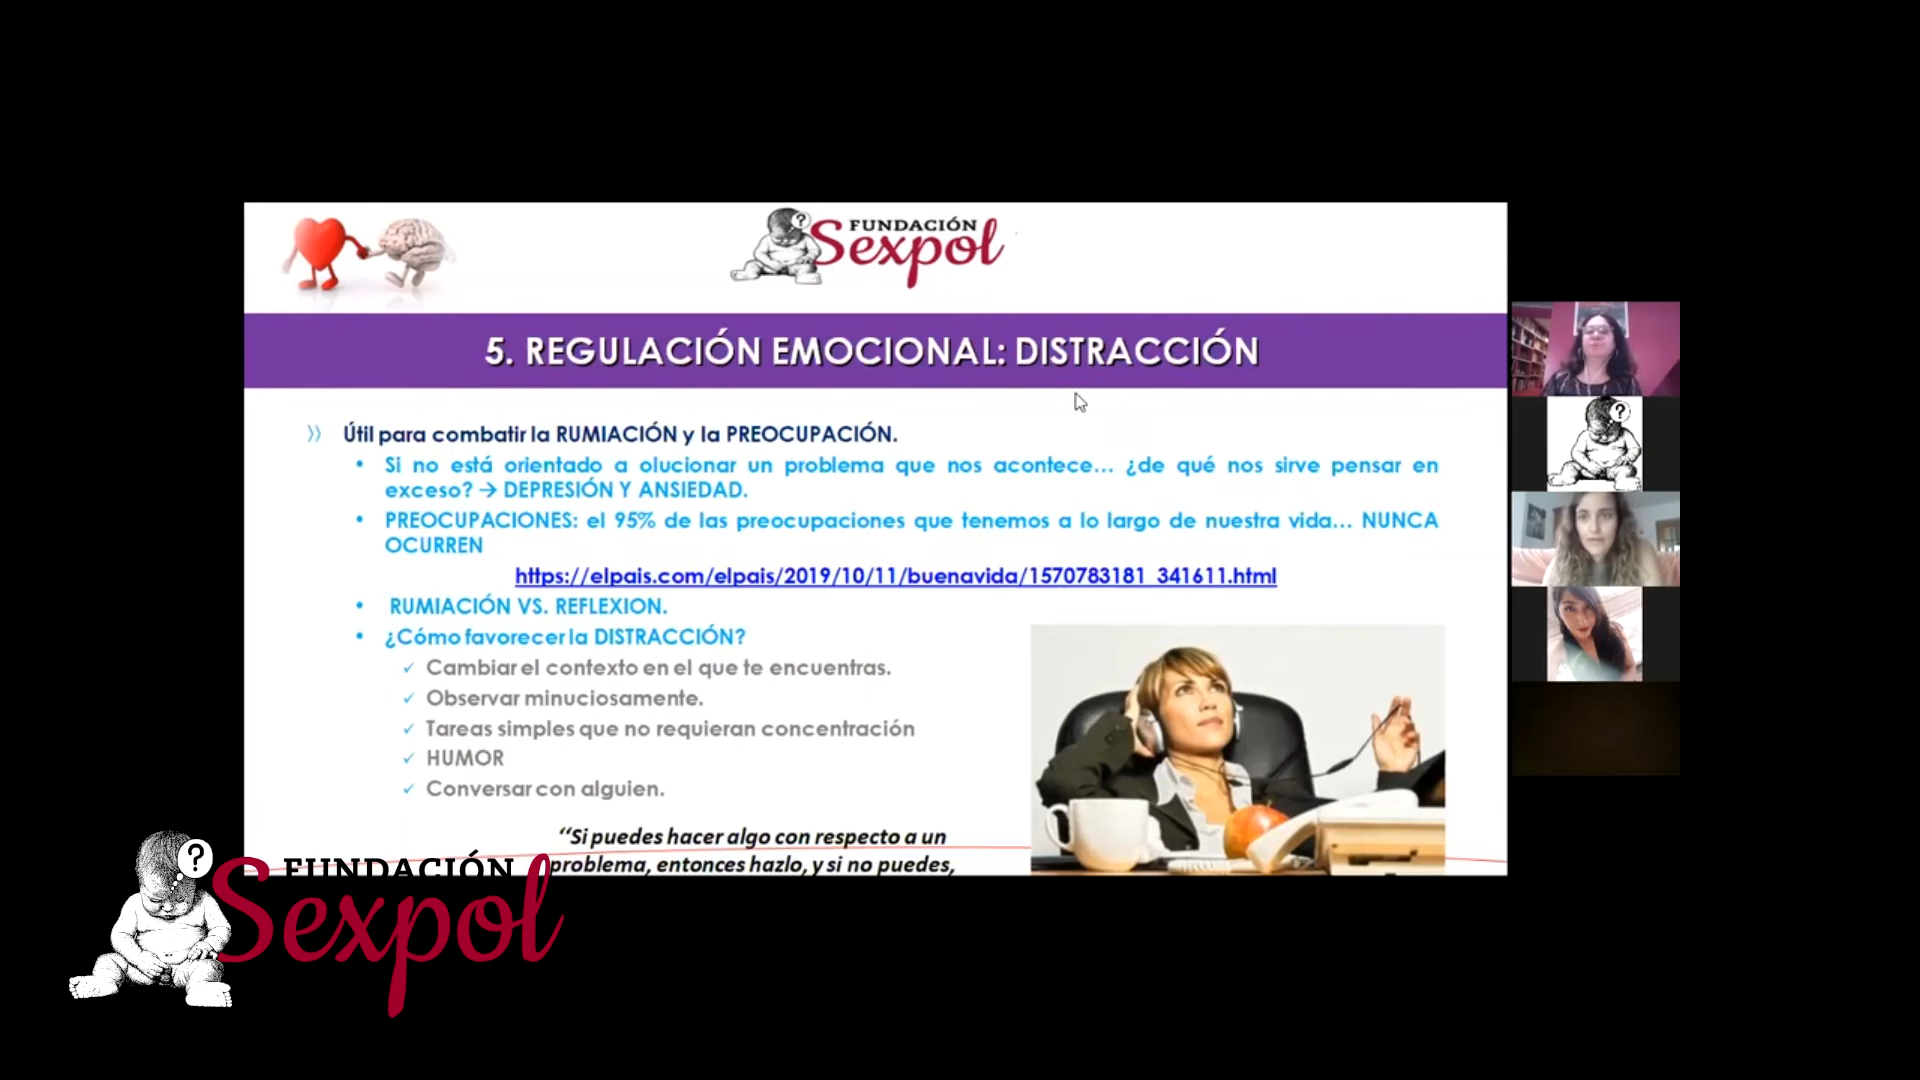 FUNDACIÓN
Sexpol
5. REGULACIÓN EMOCIONAL: DISTRACCIÓN
Útil para combatir la RUMIACIÓN y la PREOCUPACIÓN.
Si no está orientado a olucionar un problema que nos acontece... ¿de qué nos sirve pensar en
exceso? → DEPRESIÓN Y ANSIEDAD.
PREOCUPACIONES: el 95% de las preocupaciones que tenemos a lo largo de nuestra vida... NUNCA
OCURREN
https://elpais.com/elpais/2019/10/11/buenavida/1570783181_341611.html
RUMIACIÓN VS. REFLEXION.
¿Cómo favorecer la DISTRACCIÓN?
✓ Cambiar el contexto en el que te encuentras.
✓ Observar minuciosamente.
✓ Tareas simples que no requieran concentración
✓ HUMOR
✓ Conversar con alguien.
“Si puedes hacer algo con respecto a un
problema, entonces hazlo, y si no puedes,
?
FUNDACIÓN
Sexpol